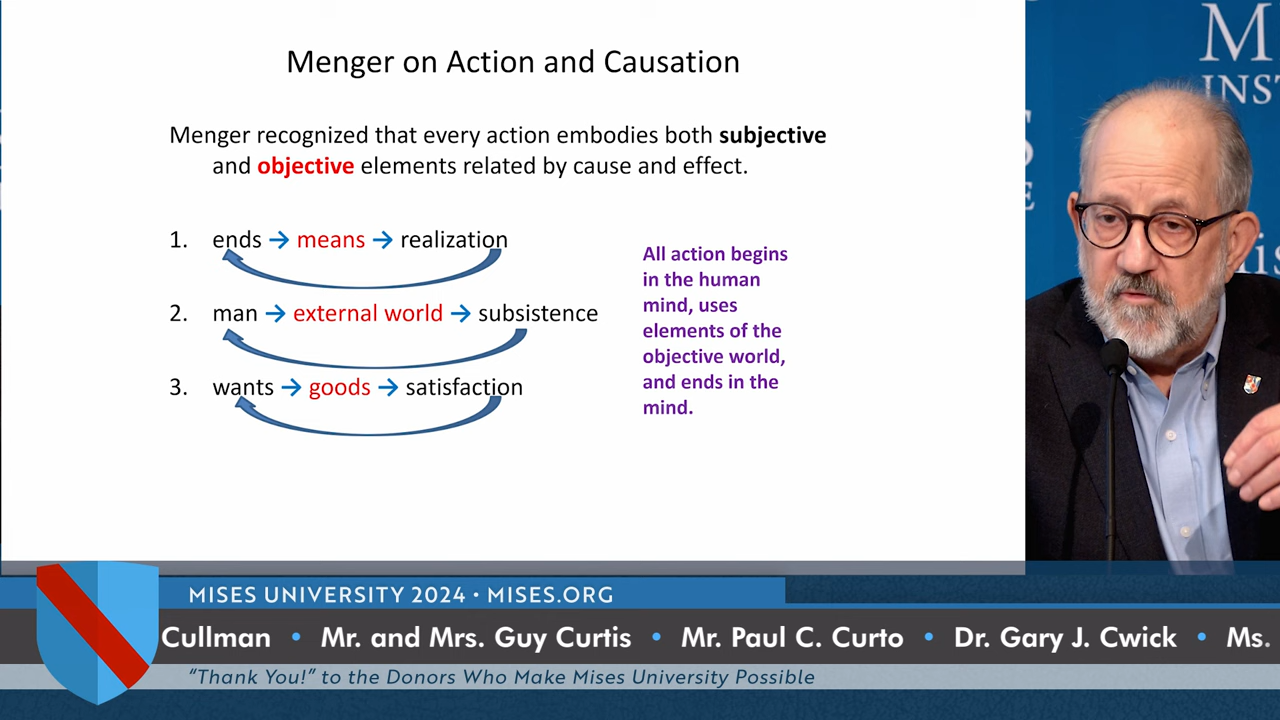 Menger on Action and Causation
Menger recognized that every action embodies both subjective
and objective elements related by cause and effect.
1. ends → means → realization
2. man → external world → subsistence
3. wants → goods → satisfaction
All action begins
in the human
mind, uses
elements of the
objective world,
and ends in the
mind.
MISES UNIVERSITY 2024 • MISES.ORG
Cullman • Mr. and Mrs. Guy Curtis • Mr. Paul C. Curto • Dr. Gary J. Cwick • Ms.
“Thank You!” to the Donors Who Make Mises University Possible